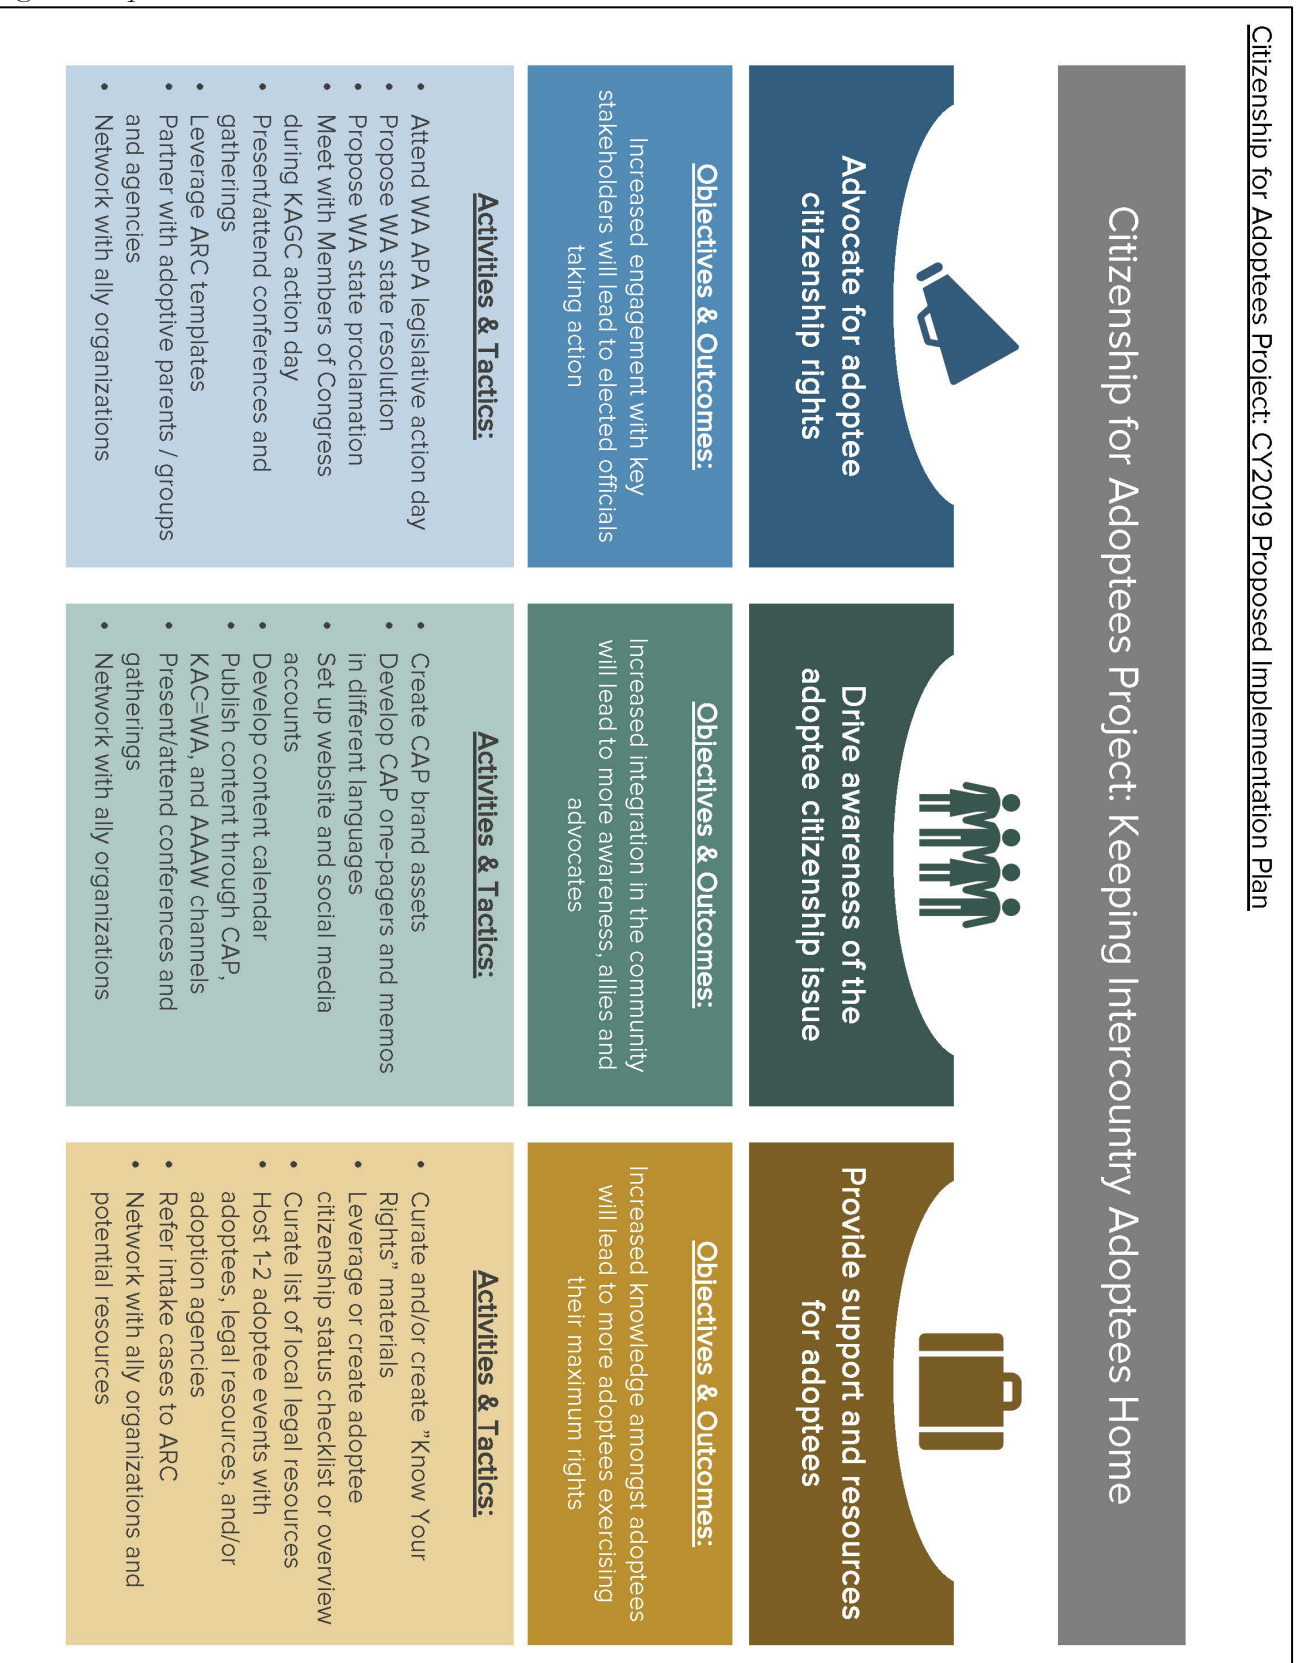 Citizenship for Adoptees Project: CY2019 Proposed Implementation Plan
Citizenship for Adoptees Project: Keeping Intercountry Adoptees Home
Advocate for adoptee
citizenship rights
Objectives & Outcomes:
Increased engagement with key
stakeholders will lead to elected officials
taking action
Activities & Tactics:
• Attend WA APA legislative action day
• Propose WA state resolution
• Propose WA state proclamation
• Meet with Members of Congress
during KAGC action day
• Present/attend conferences and
gatherings
• Leverage ARC templates
• Partner with adoptive parents / groups
and agencies
• Network with ally organizations
Drive awareness of the
adoptee citizenship issue
Objectives & Outcomes:
Increased integration in the community
will lead to more awareness, allies and
advocates
Activities & Tactics:
• Create CAP brand assets
• Develop CAP one-pagers and memos
in different languages
• Set up website and social media
accounts
• Develop content calendar
• Publish content through CAP,
KAC=WA, and AAAW channels
• Present/attend conferences and
gatherings
• Network with ally organizations
Provide support and resources
for adoptees
Objectives & Outcomes:
Increased knowledge amongst adoptees
will lead to more adoptees exercising
their maximum rights
Activities & Tactics:
• Curate and/or create ”Know Your
Rights” materials
• Leverage or create adoptee
citizenship status checklist or overview
• Curate list of local legal resources
• Host 1-2 adoptee events with
adoptees, legal resources, and/or
adoption agencies
• Refer intake cases to ARC
• Network with ally organizations and
potential resources